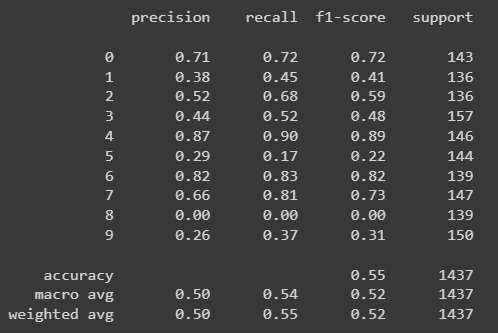 precision recall f1-score support
0 0.71 0.72 0.72 143
1 0.38 0.45 0.41 136
2 0.52 0.68 0.59 136
3 0.44 0.52 0.48 157
4 0.87 0.90 0.89 146
5 0.29 0.17 0.22 144
6 0.82 0.83 0.82 139
7 0.66 0.81 0.73 147
8 0.00 0.00 0.00 139
9 0.26 0.37 0.31 150
accuracy 0.55 1437
macro avg 0.50 0.54 0.52 1437
weighted avg 0.50 0.55 0.52 1437